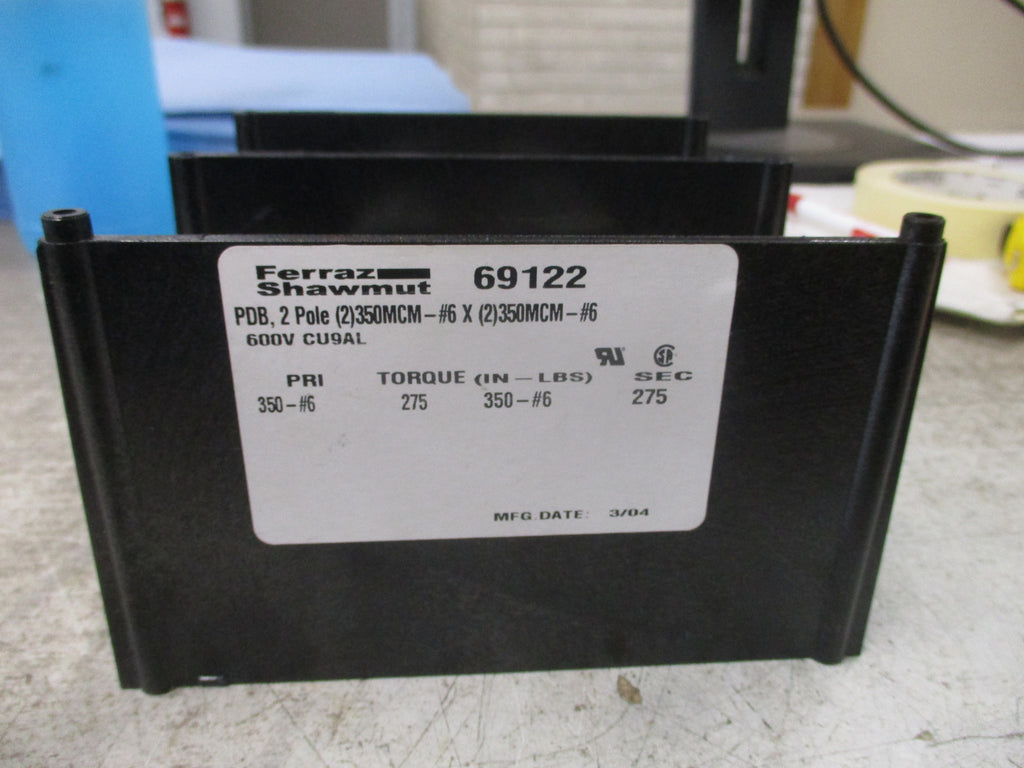 Ferraz
Shawmut
69122
PDB, 2 Pole (2)350MCM-#6 X (2)350MCM-#6
600V CU9AL
PRI TORQUE (IN-LBS) SEC
350-#6 275 350-#6 275
MFG.DATE: 3/04